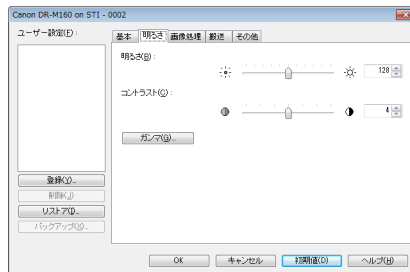 Canon DR-M160 on STI - 0002
ユーザー設定(F):
基本 明るさ 画像処理 搬送 その他
明るさ(B):
128
コントラスト(C):
4
ガンマ(G)...
登録(Y)...
削除(J)
リストア(I)...
バックアップ(X)...
OK キャンセル 初期値(D) ヘルプ(H)